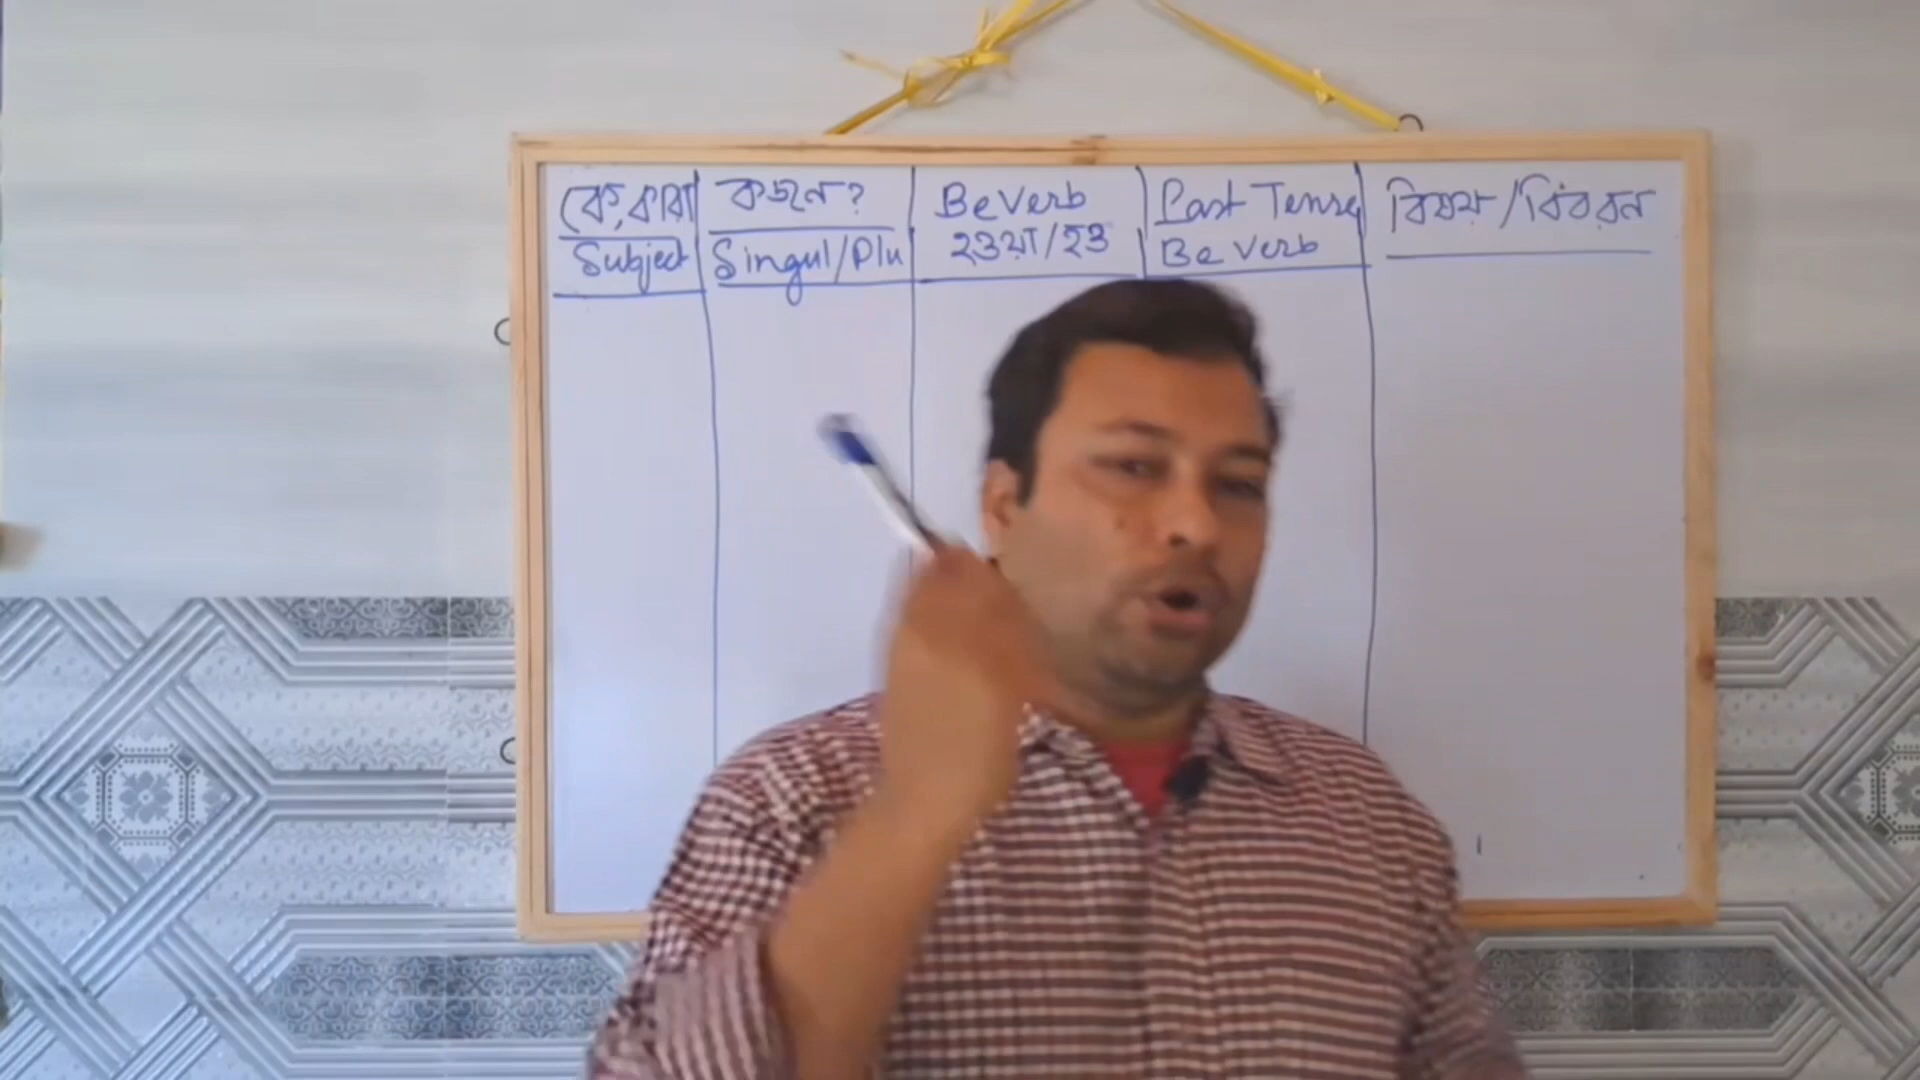 কে, কারা
Subject
কজনে?
Singul/Plu
Be Verb
হওয়া/হও
Past Tense
Be Verb
বিষয়/বিবরন